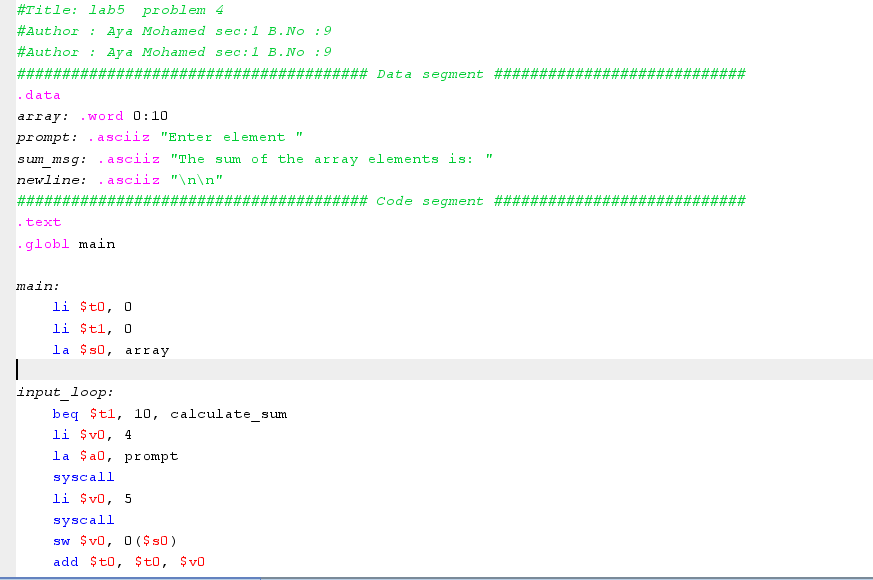 #Title: lab5  problem 4
#Author : Aya Mohamed sec:1 B.No :9
#Author : Aya Mohamed sec:1 B.No :9
####################################### Data segment ############################
.data
array: .word 0:10
prompt: .asciiz "Enter element "
sum_msg: .asciiz "The sum of the array elements is: "
newline: .asciiz "\n\n"
####################################### Code segment ############################
.text
.globl main
main:
    li $t0, 0
    li $t1, 0
    la $s0, array
input_loop:
    beq $t1, 10, calculate_sum
    li $v0, 4
    la $a0, prompt
    syscall
    li $v0, 5
    syscall
    sw $v0, 0($s0)
    add $t0, $t0, $v0